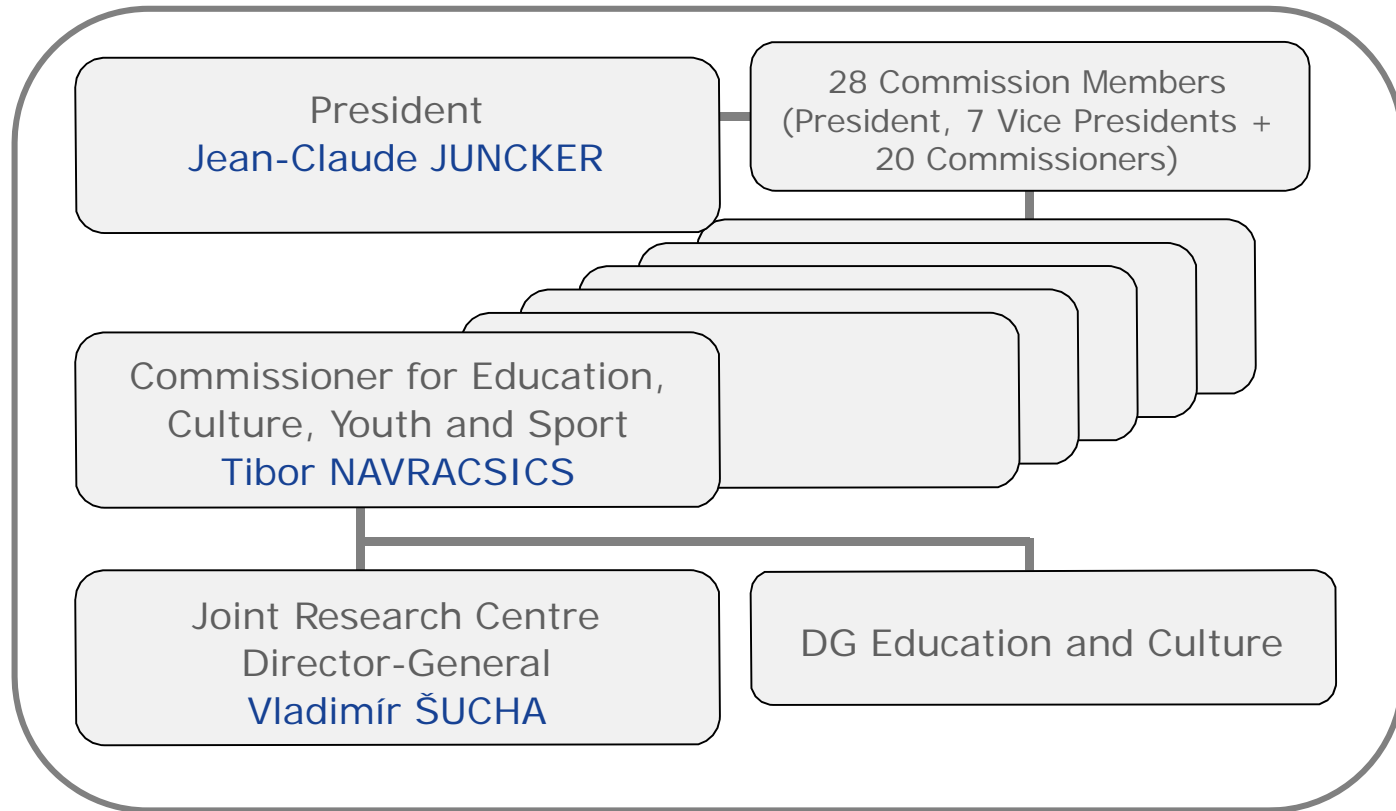 President
Jean-Claude JUNCKER
28 Commission Members
(President, 7 Vice Presidents +
20 Commissioners)
Commissioner for Education,
Culture, Youth and Sport
Tibor NAVRACSICS
Joint Research Centre
Director-General
Vladimír ŠUCHA
DG Education and Culture